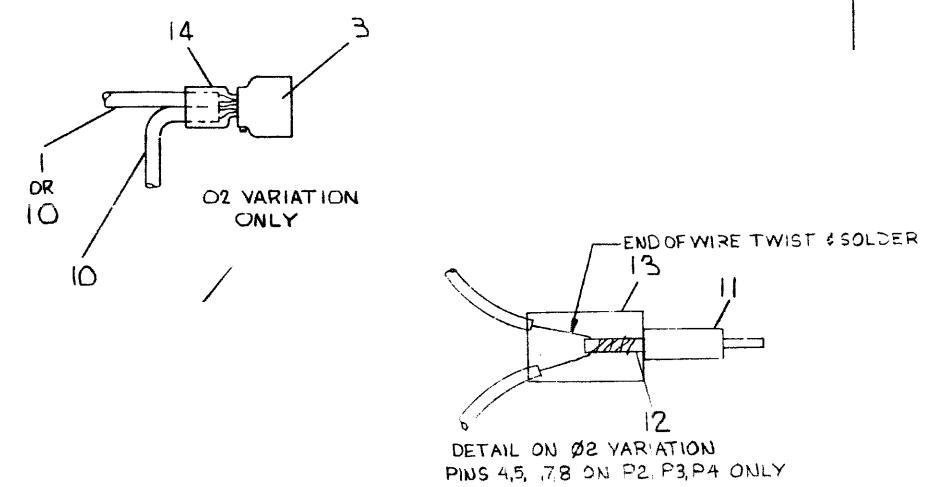 14
3
1
OR
10
10
02 VARIATION
ONLY
END OF WIRE TWIST & SOLDER
13
11
12
DETAIL ON Ø2 VARIATION
PINS 4,5, ,7,8 ON P2, P3, P4 ONLY